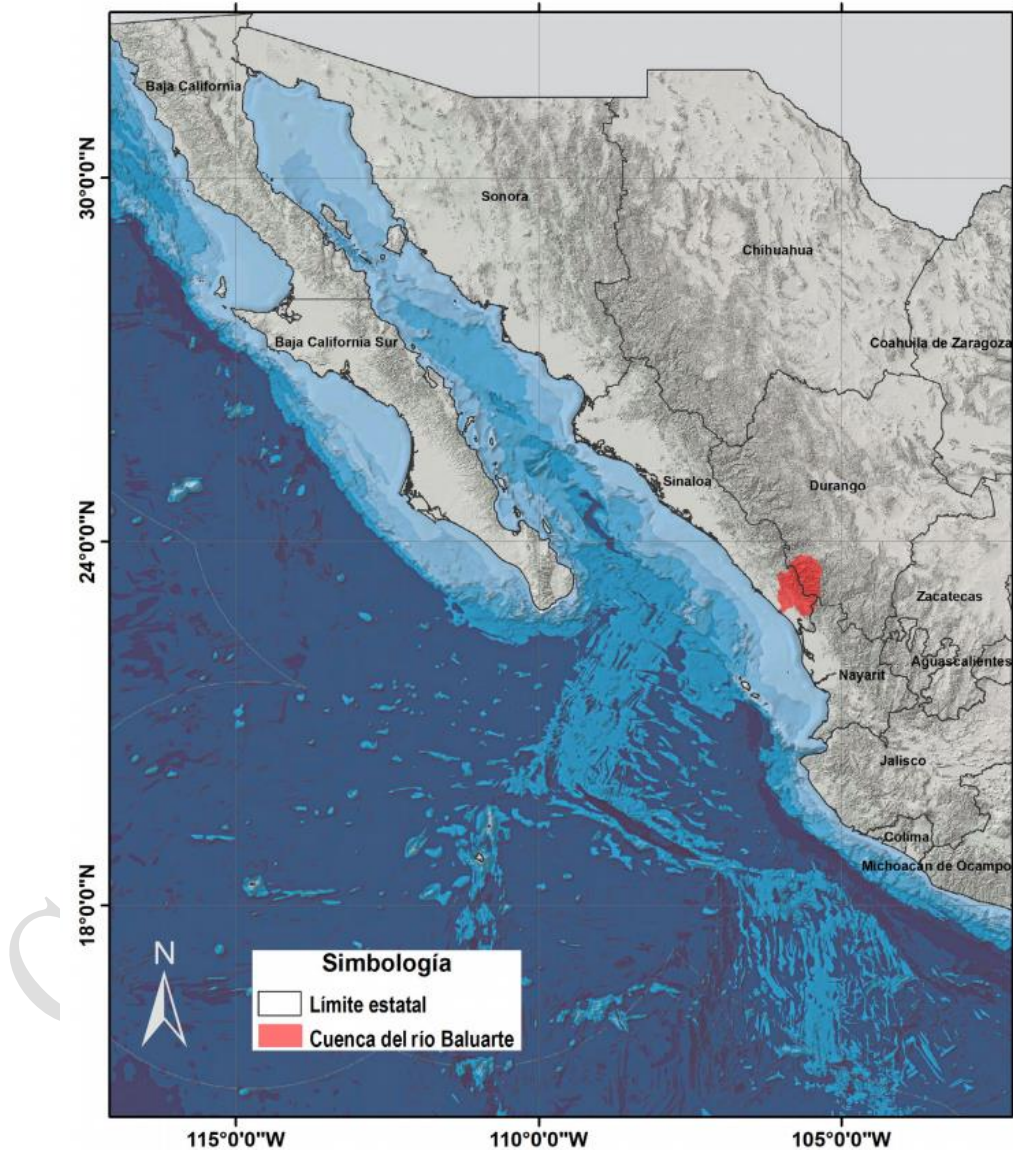 Baja California
30°0'0"N
Sonora
Chihuahua
Baja California Sur
Coahuila de Zaragoza
Sinaloa
Durango
24°0'0"N
Zacatecas
Aguascalientes
Nayarit
Jalisco
Colima
Michoacán de Ocampo
18°0'0"N
N
Simbología
Límite estatal
Cuenca del río Baluarte
115°0'0"W
110°0'0"W
105°0'0"W